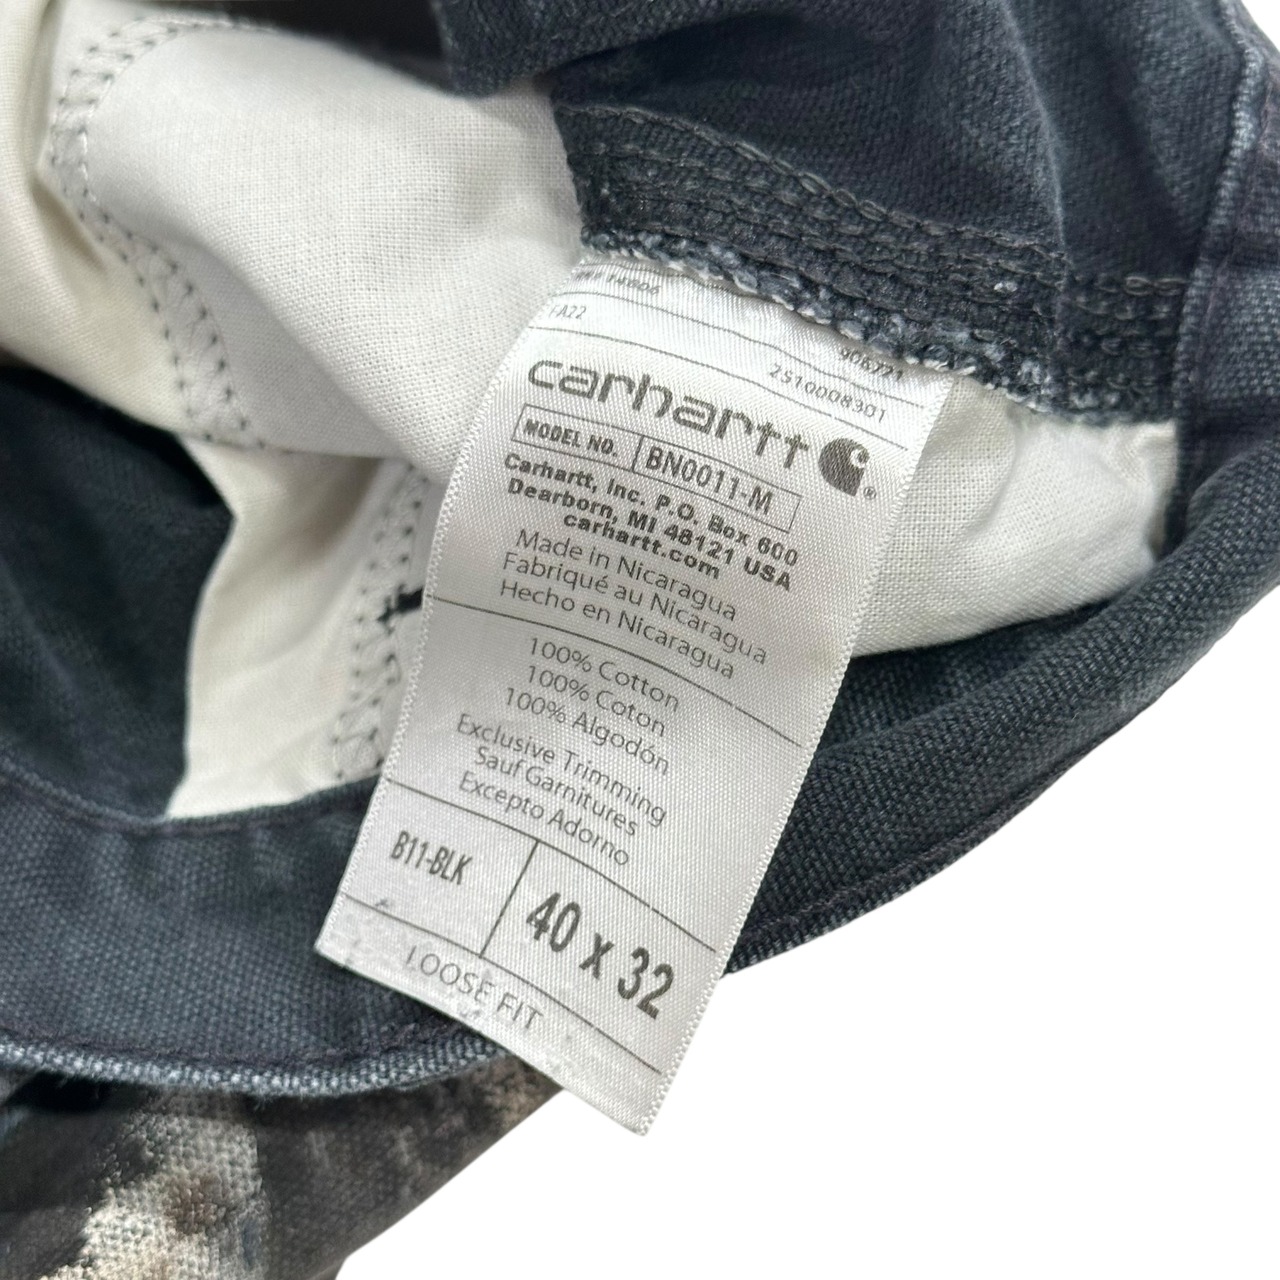 FA22
906721
2510008301
carhartt
MODEL NO. BN0011-M
Carhartt, Inc. P.O. Box 600
Dearborn, MI 48121 USA
carhartt.com
Made in Nicaragua
Fabriqué au Nicaragua
Hecho en Nicaragua
100% Cotton
100% Coton
100% Algodón
Exclusive Trimming
Sauf Garnitures
Excepto Adorno
B11-BLK
40 x 32
LOOSE FIT